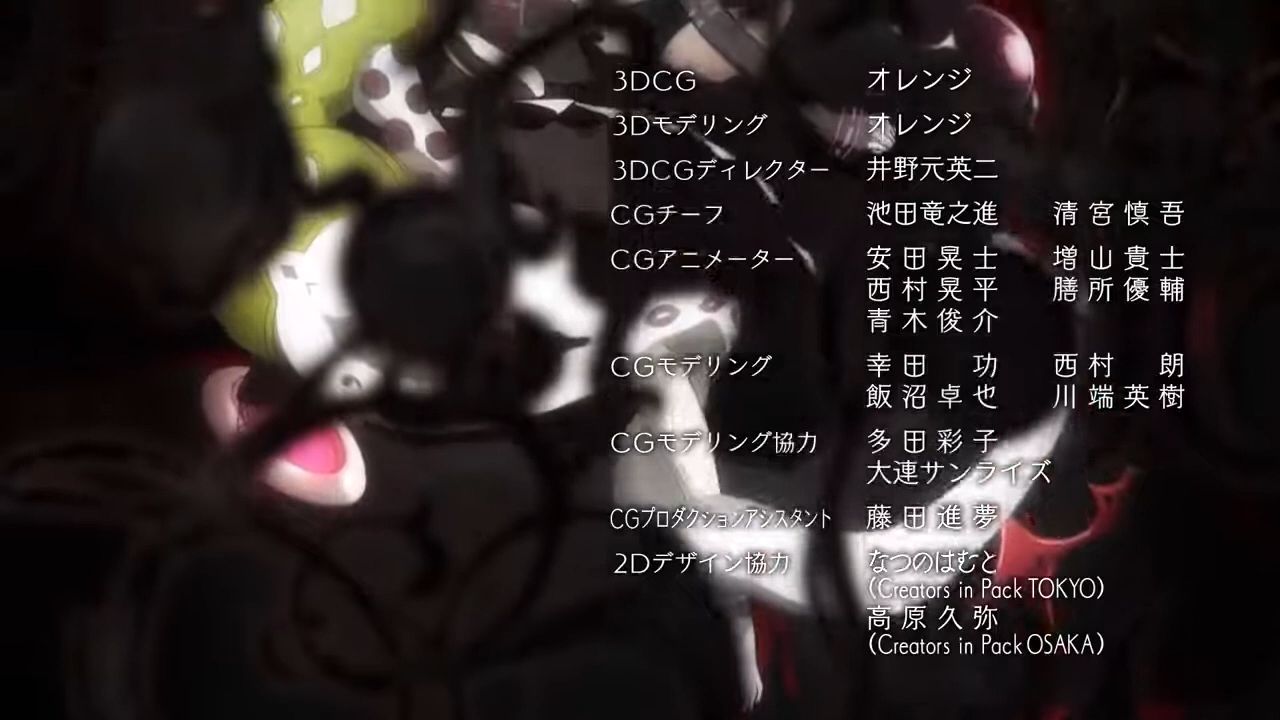 3DCG オレンジ
3Dモデリング オレンジ
3DCGディレクター 井野元英二
CGチーフ 池田竜之進 清宮慎吾
CGアニメーター 安田晃士 増山貴士
西村晃平 膳所優輔
青木俊介
CGモデリング 幸田 功 西村 朗
飯沼卓也 川端英樹
CGモデリング協力 多田彩子
大連サンライズ
CGプロダクションアシスタント 藤田進夢
2Dデザイン協力 なつのはむと
(Creators in Pack TOKYO)
高原久弥
(Creators in Pack OSAKA)